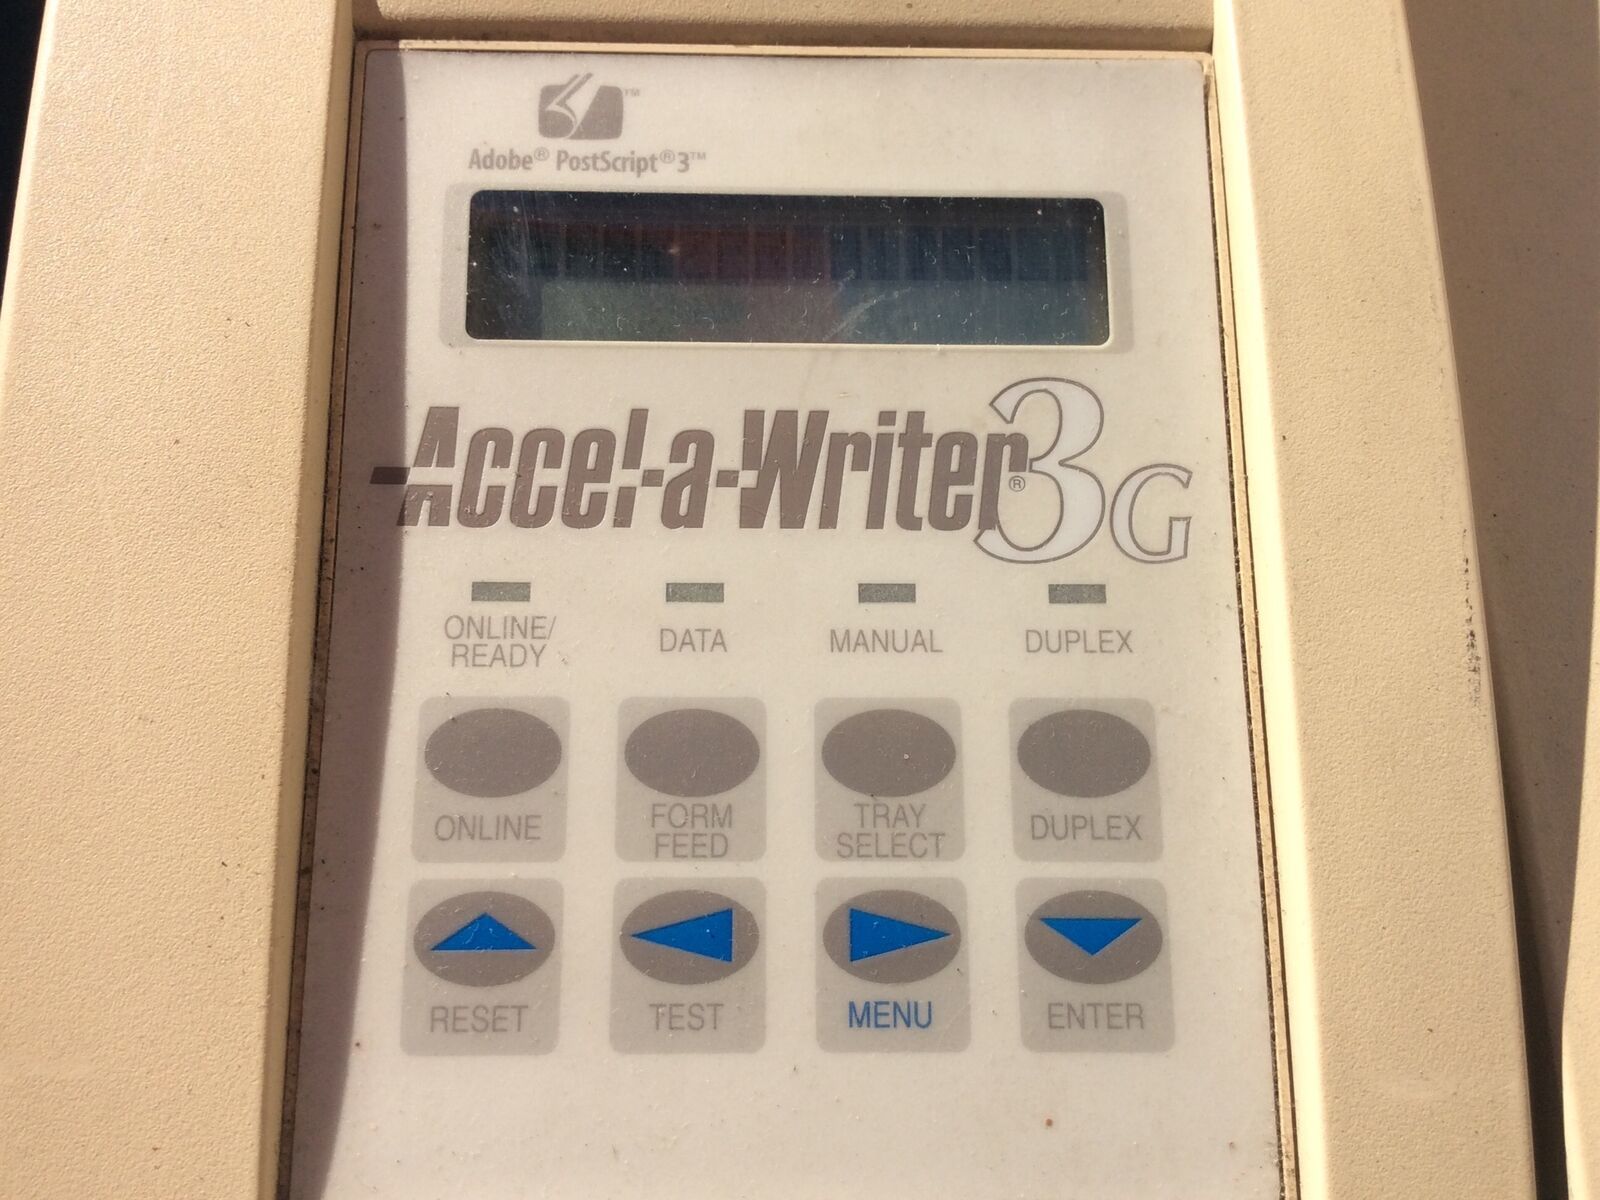 ™
Adobe® PostScript®3™
Accel-a-Writer®3G
ONLINE/
READY
DATA
MANUAL
DUPLEX
ONLINE
FORM
FEED
TRAY
SELECT
DUPLEX
RESET
TEST
MENU
ENTER